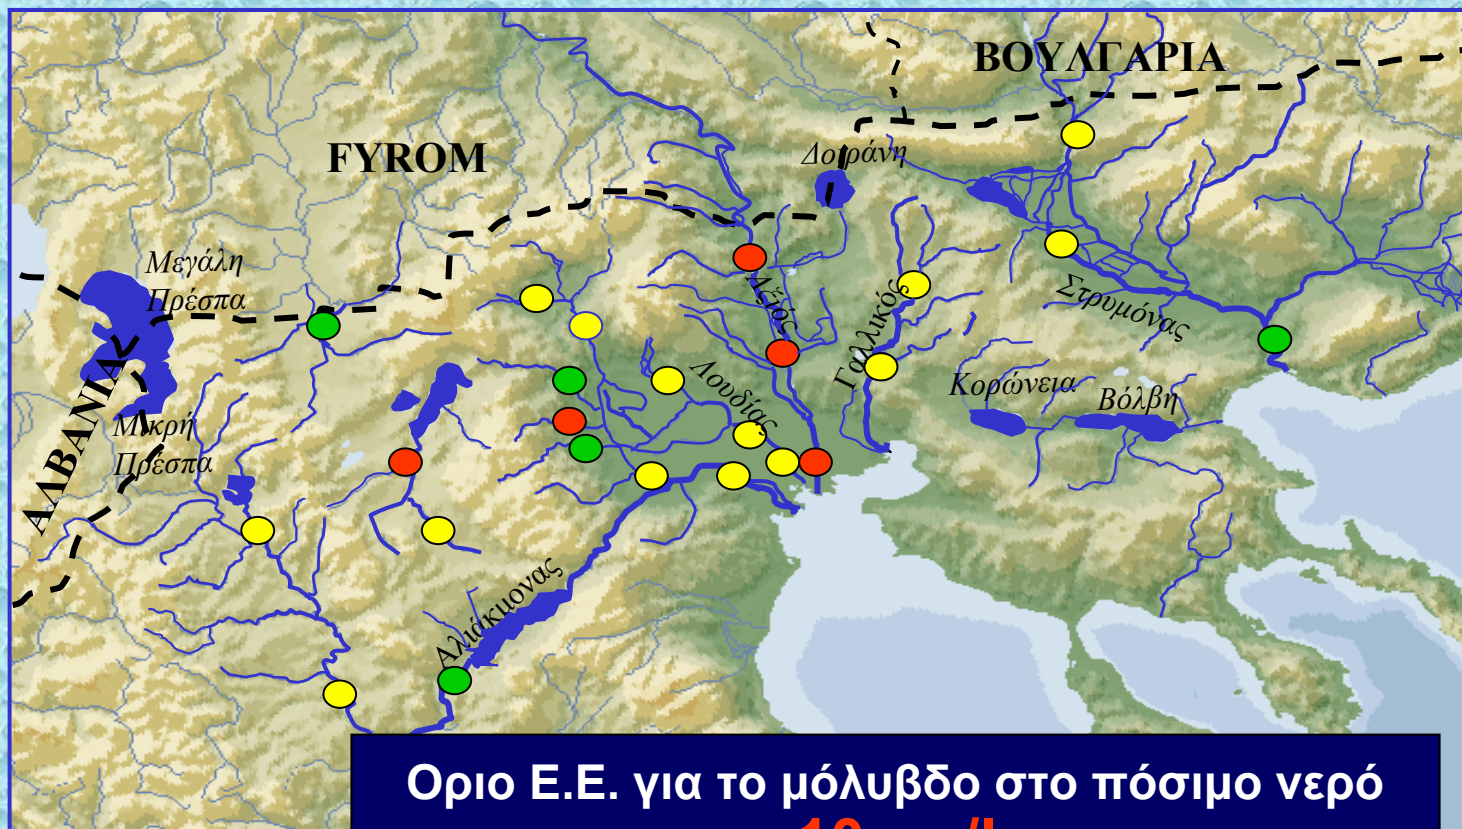 ΒΟΥΛΓΑΡΙΑ
FYROM
Δοϊράνη
Μεγάλη
Πρέσπα
Αξιός
Γαλλικός
Στρυμόνας
ΑΛΒΑΝΙΑ
Μικρή
Πρέσπα
Λουδίας
Κορώνεια
Βόλβη
Αλιάκμονας
Οριο Ε.Ε. για το μόλυβδο στο πόσιμο νερό